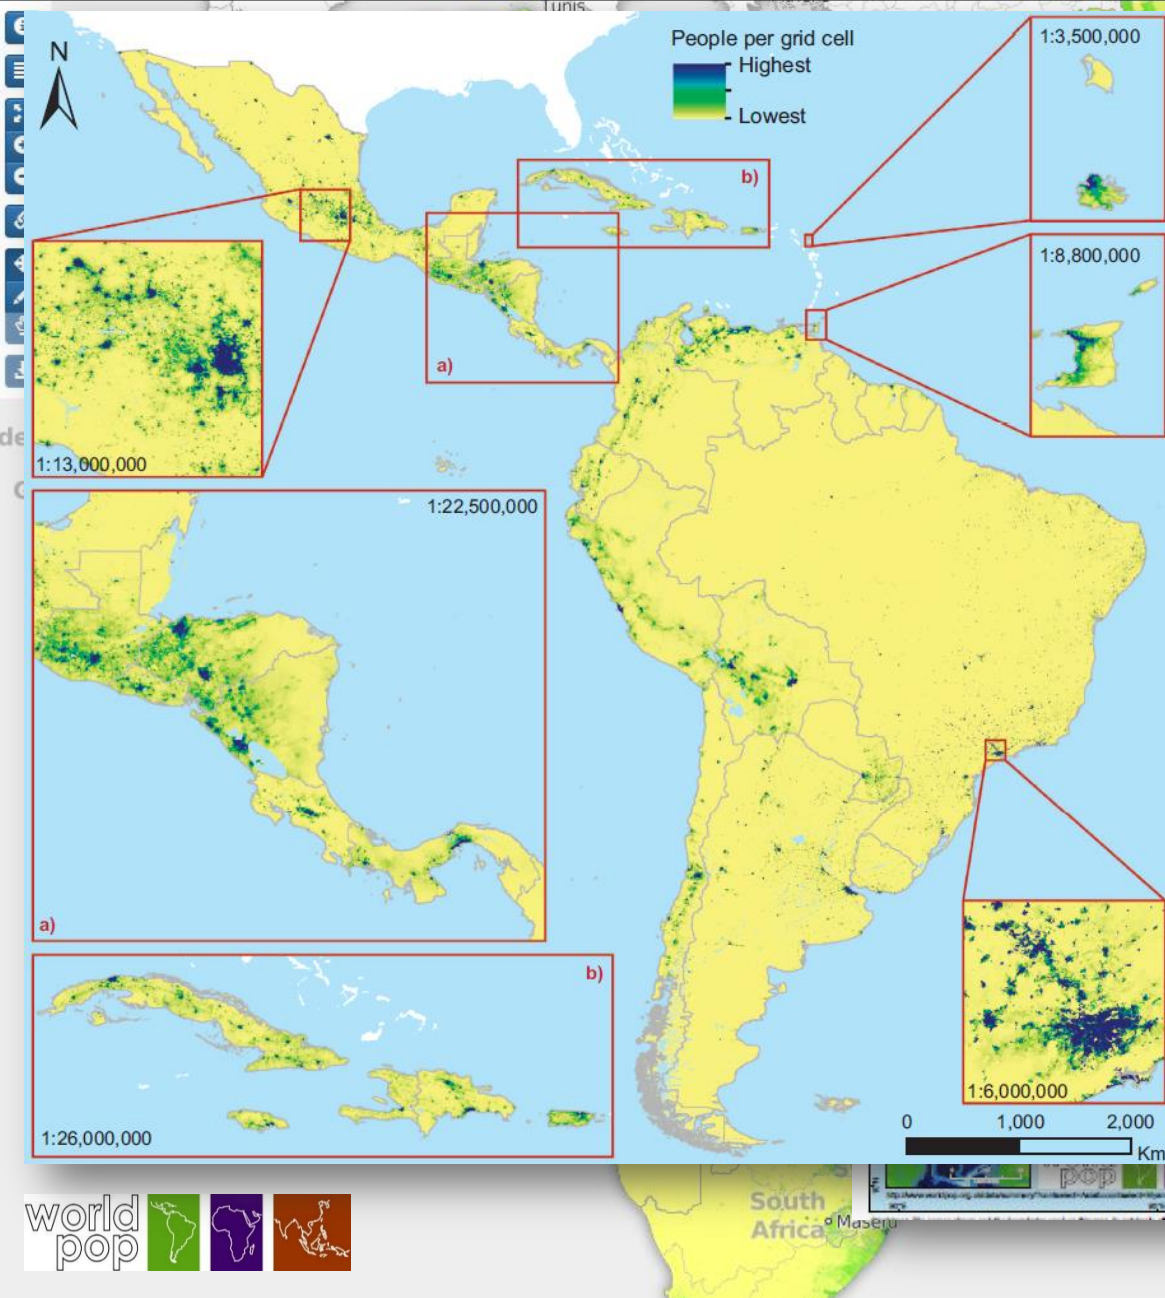 Tunis
N
People per grid cell
Highest
Lowest
1:3,500,000
b)
1:8,800,000
a)
1:13,000,000
1:22,500,000
a)
b)
1:26,000,000
1:6,000,000
0 1,000 2,000
Km
world
pop
pop
South
Africa
Maseru